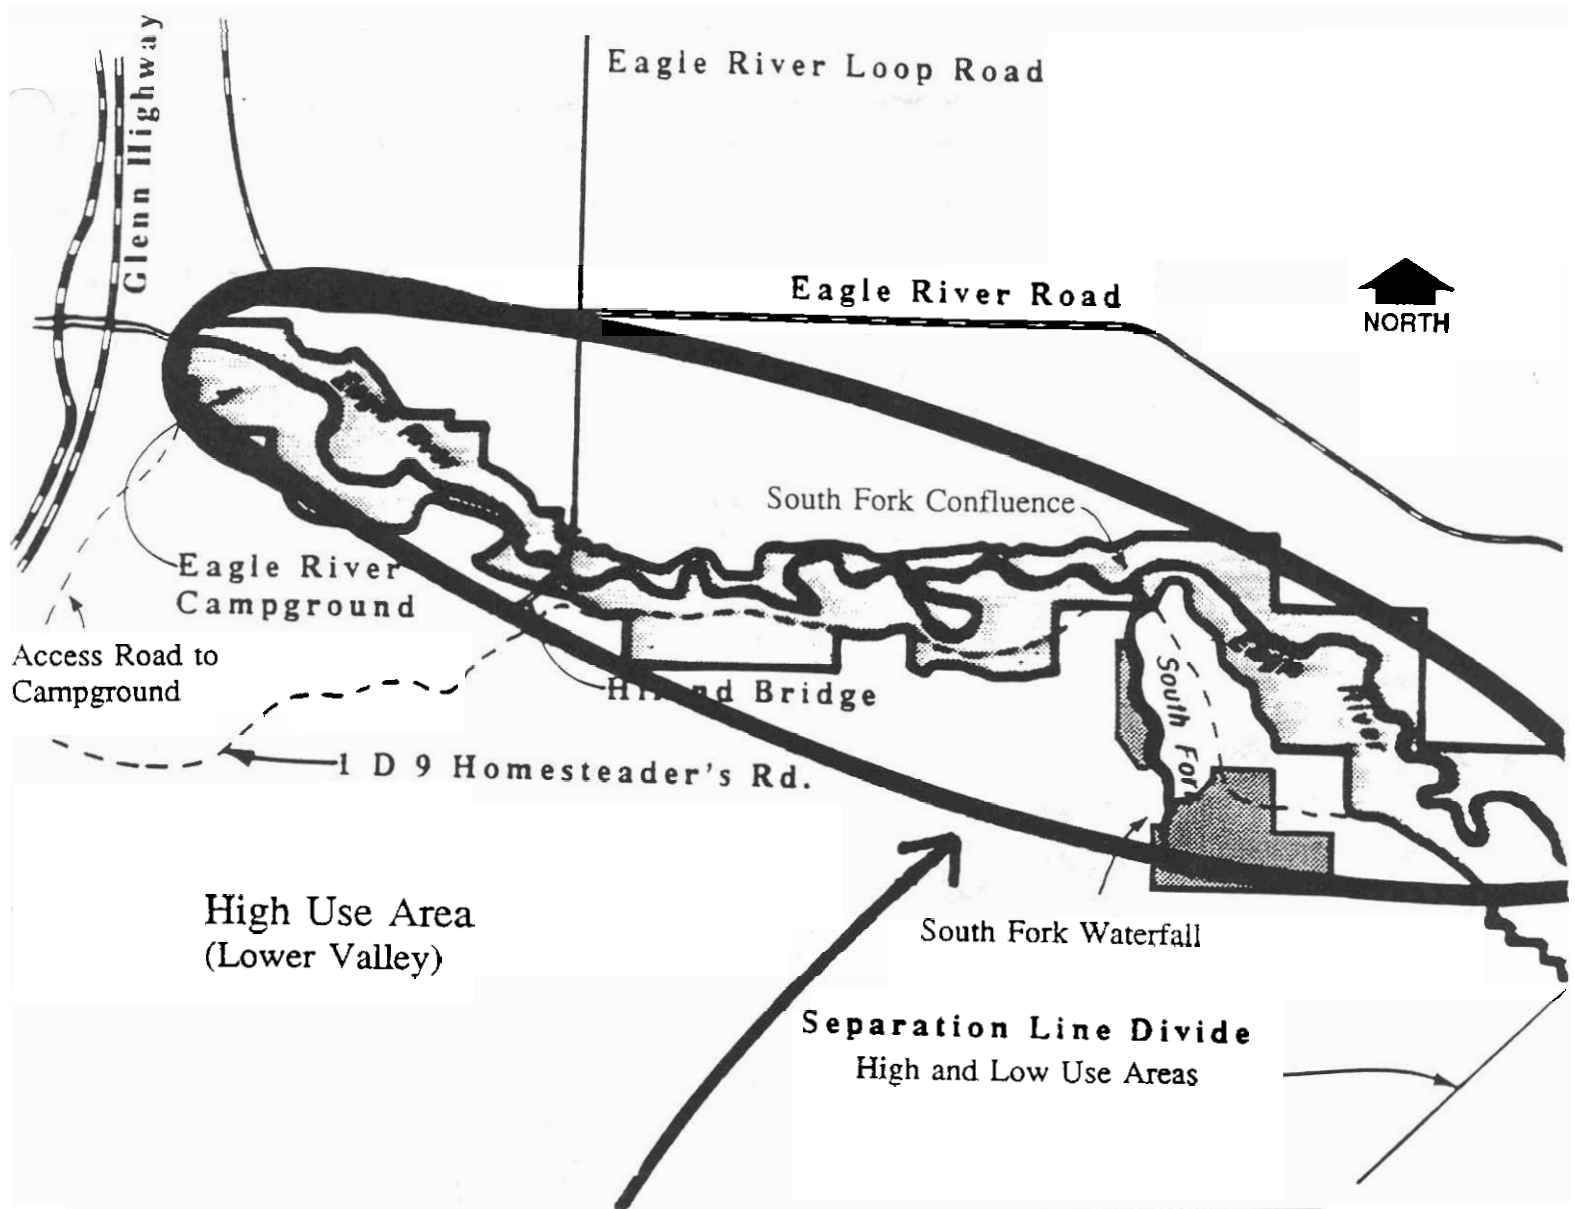 Glenn Highway
Eagle River Loop Road
Eagle River Road
NORTH
South Fork Confluence
Eagle River
Campground
Access Road to
Campground
Bridge
South
River
1 D 9 Homesteader's Rd.
High Use Area
(Lower Valley)
South Fork Waterfall
Separation Line Divide
High and Low Use Areas